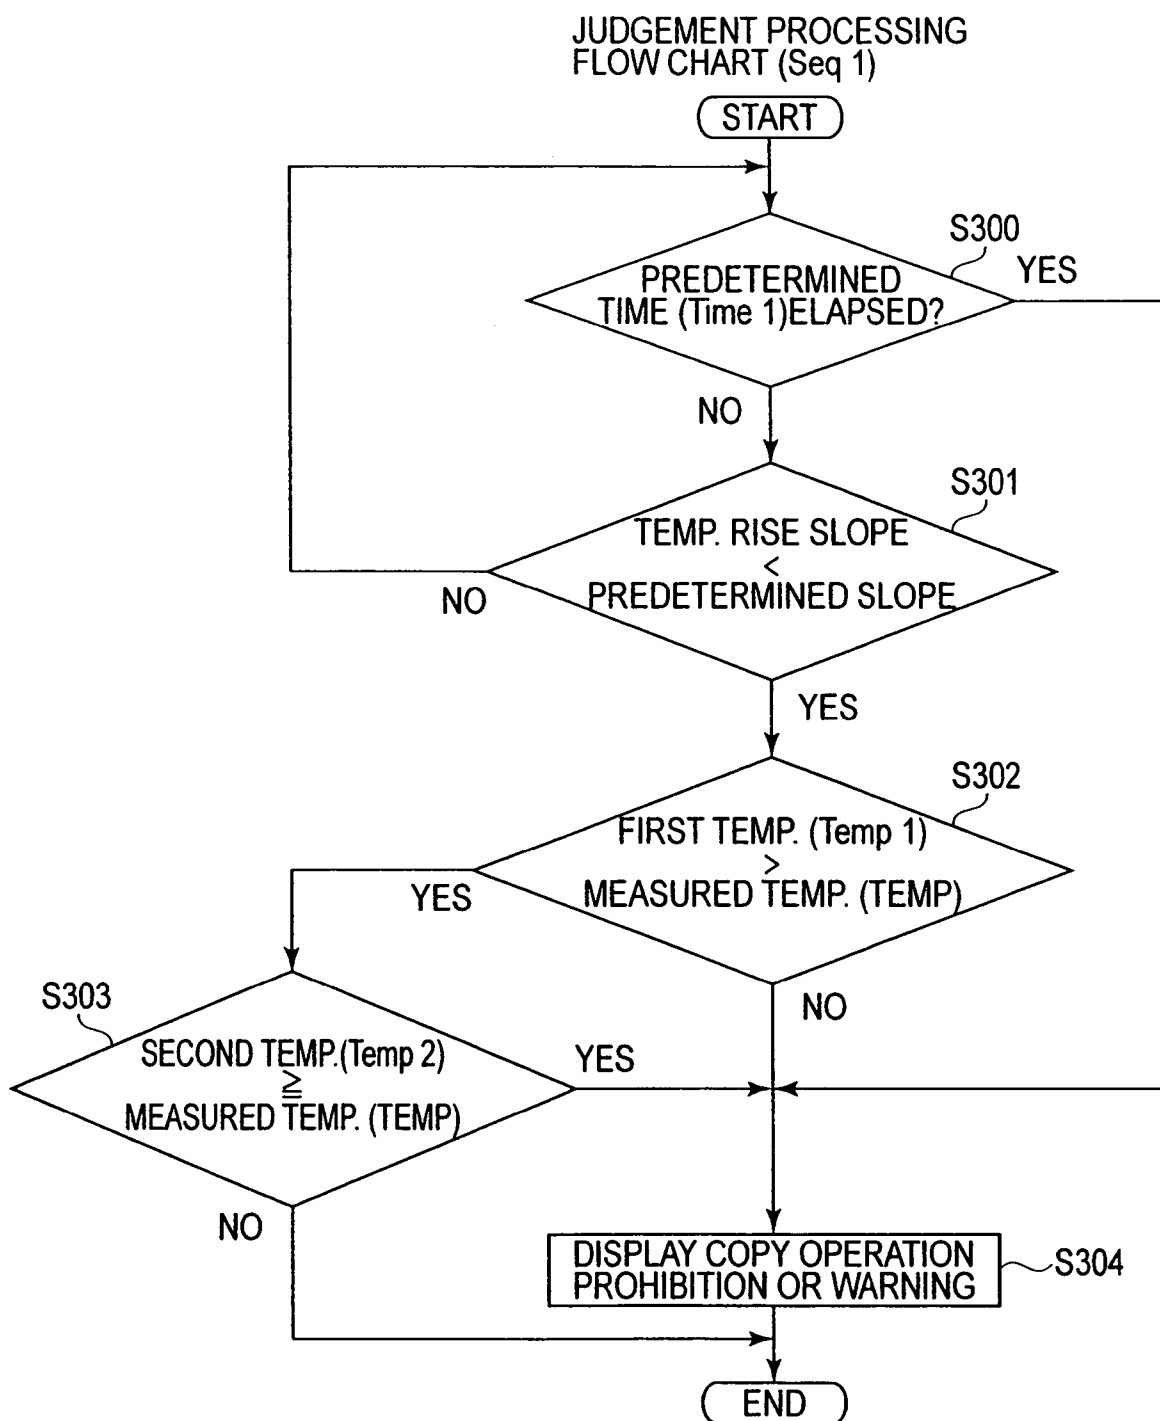 JUDGEMENT PROCESSING
FLOW CHART (Seq 1)
START
S300
PREDETERMINED
TIME (Time 1)ELAPSED?
YES
NO
S301
TEMP. RISE SLOPE
<
PREDETERMINED SLOPE
NO
YES
S302
FIRST TEMP. (Temp 1)
>
MEASURED TEMP. (TEMP)
YES
NO
S303
SECOND TEMP.(Temp 2)
≧
MEASURED TEMP. (TEMP)
YES
NO
DISPLAY COPY OPERATION
PROHIBITION OR WARNING
S304
END